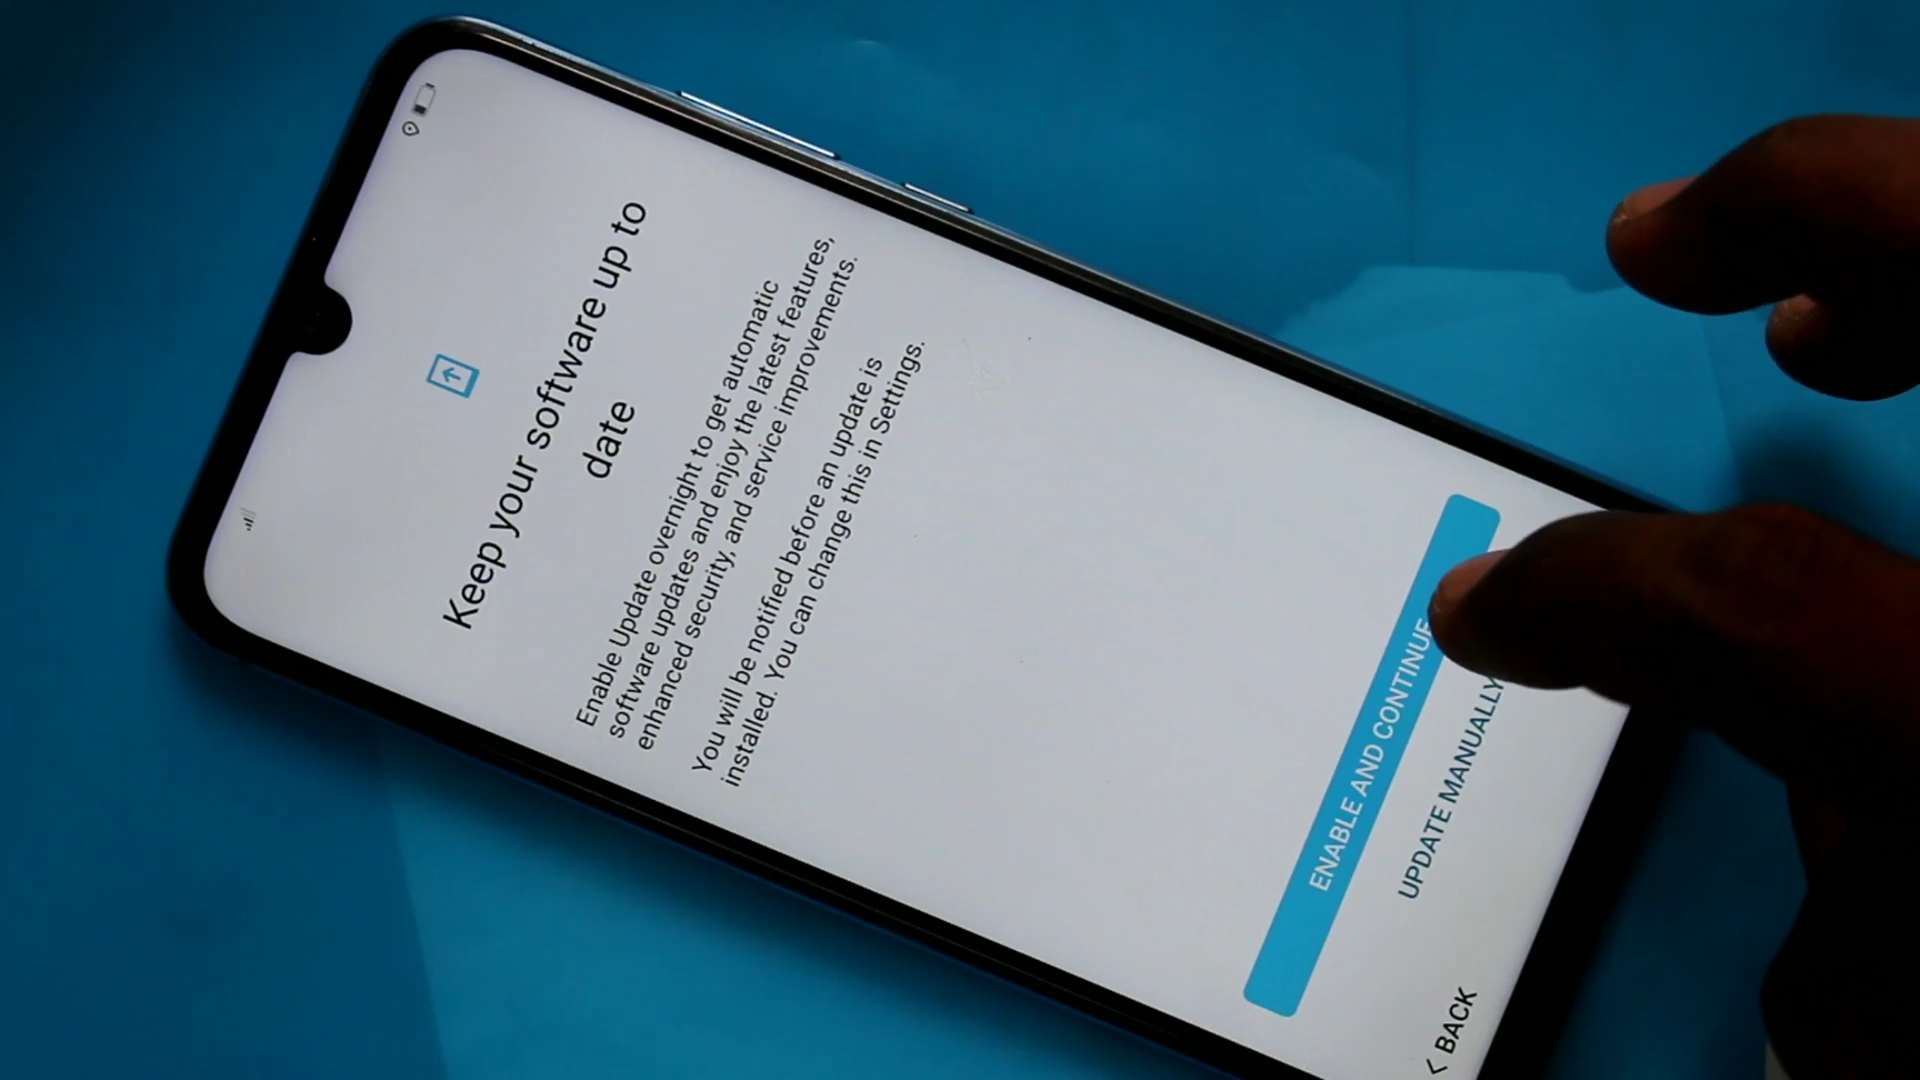 Keep your software up to
date
Enable Update overnight to get automatic
software updates and enjoy the latest features,
enhanced security, and service improvements.
You will be notified before an update is
installed. You can change this in Settings.
ENABLE AND CONTINUE
UPDATE MANUALLY
< BACK